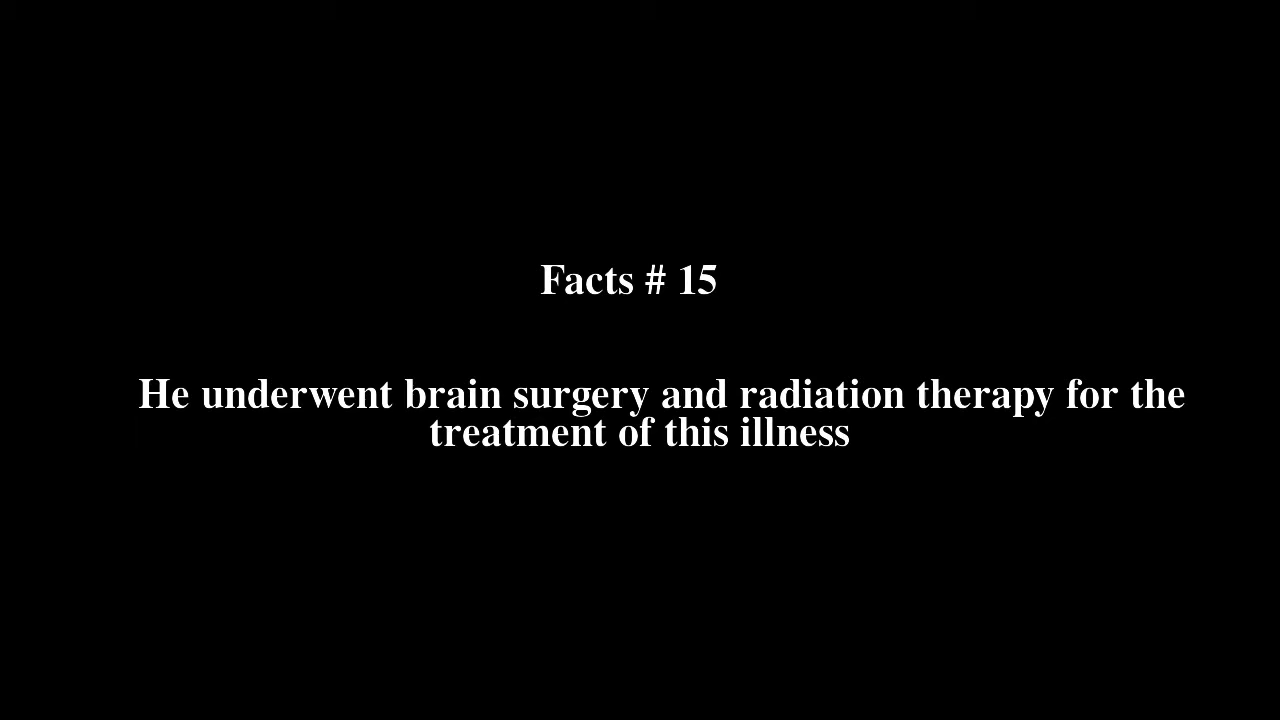 Facts # 15
He underwent brain surgery and radiation therapy for the
treatment of this illness